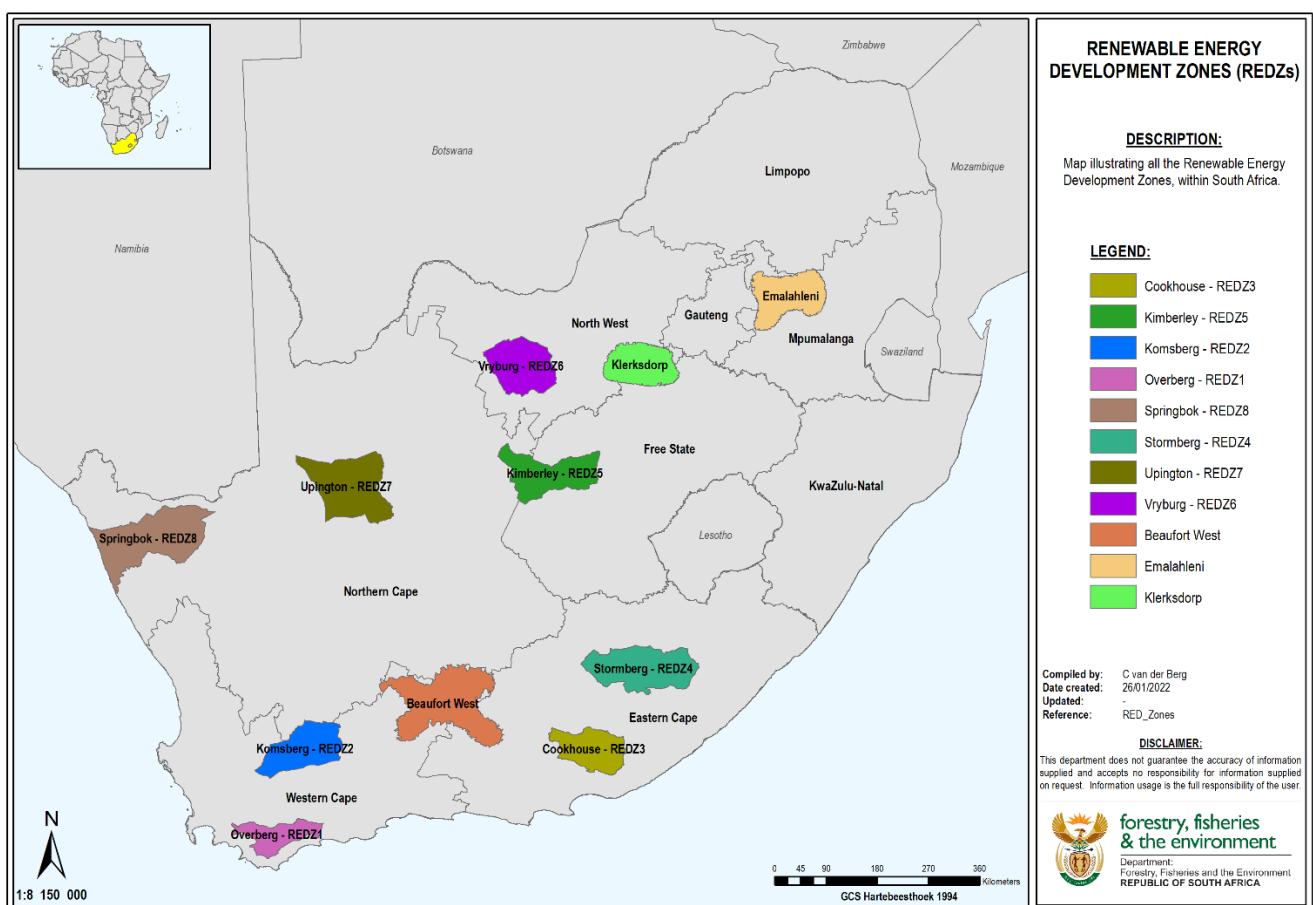 Zimbabwe
Botswana
Mozambique
Limpopo
Namibia
Emalahleni
Gauteng
North West
Mpumalanga
Swaziland
Vryburg - REDZ6
Klerksdorp
Free State
Kimberley - REDZ5
Upington - REDZ7
KwaZulu-Natal
Springbok - REDZ8
Lesotho
Northern Cape
Stormberg - REDZ4
Beaufort West
Eastern Cape
Komsberg - REDZ2
Cookhouse - REDZ3
Western Cape
Overberg - REDZ1
N
1:8 150 000
0 45 90 180 270 360
Kilometers
GCS Hartebeesthoek 1994
RENEWABLE ENERGY
DEVELOPMENT ZONES (REDZs)
DESCRIPTION:
Map illustrating all the Renewable Energy
Development Zones, within South Africa.
LEGEND:
Cookhouse - REDZ3
Kimberley - REDZ5
Komsberg - REDZ2
Overberg - REDZ1
Springbok - REDZ8
Stormberg - REDZ4
Upington - REDZ7
Vryburg - REDZ6
Beaufort West
Emalahleni
Klerksdorp
Compiled by: C van der Berg
Date created: 26/01/2022
Updated: -
Reference: RED_Zones
DISCLAIMER:
This department does not guarantee the accuracy of information
supplied and accepts no responsibility for information supplied
on request. Information usage is the full responsibility of the user.
forestry, fisheries
& the environment
Department:
Forestry, Fisheries and the Environment
REPUBLIC OF SOUTH AFRICA